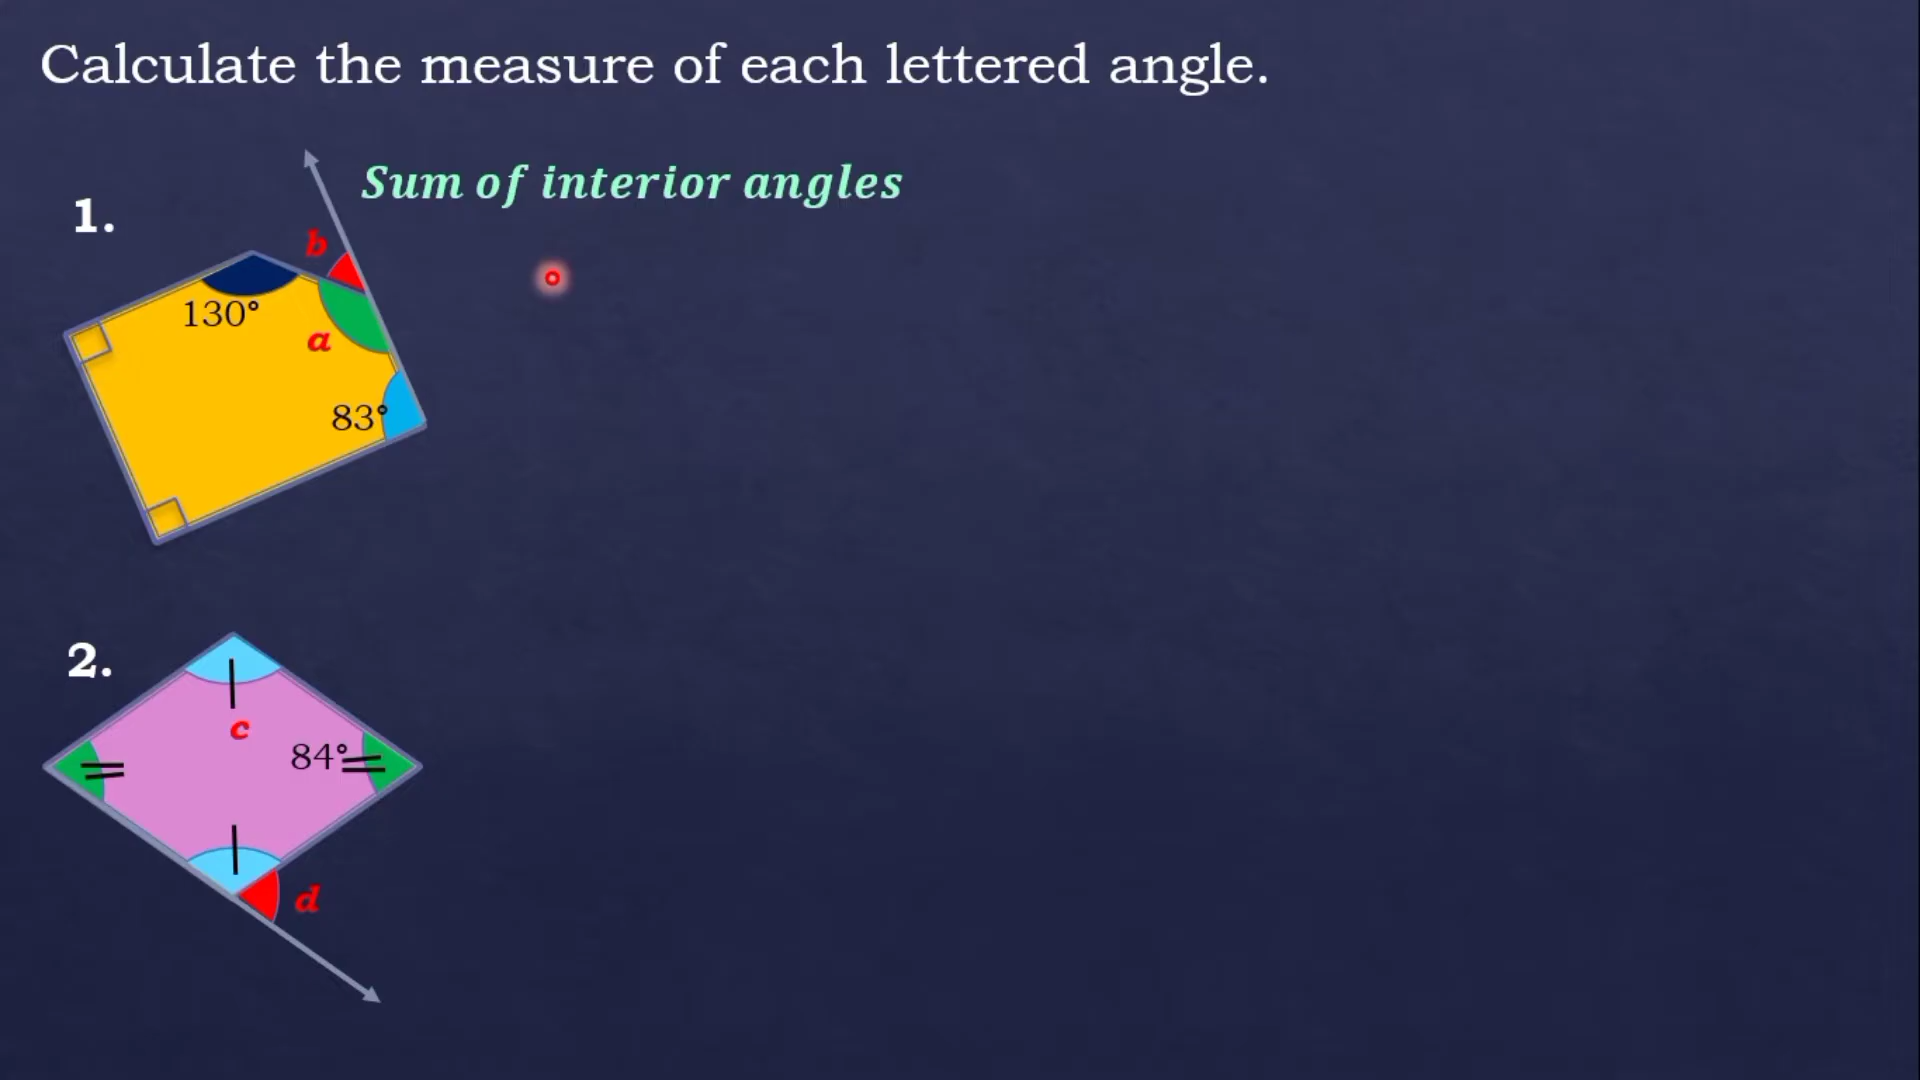 Calculate the measure of each lettered angle.
Sum of interior angles
1.
b
130°
a
83°
2.
c
84°
d